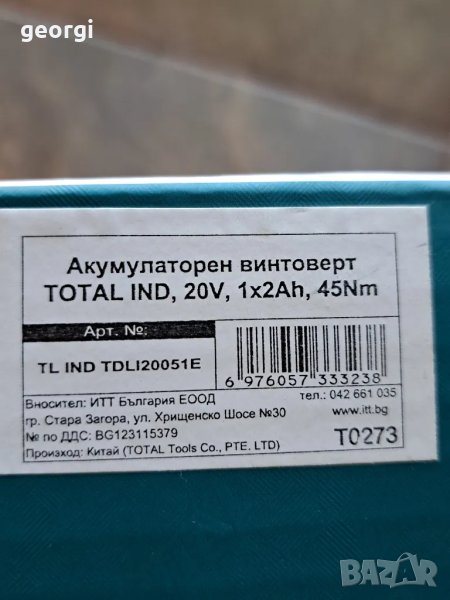 georgi
Акумулаторен винтоверт
TOTAL IND, 20V, 1x2Ah, 45Nm
Арт. №:
TL IND TDLI20051E
6 976057 333238
Вносител: ИТТ България ЕООД
тел.: 042 661 035
гр. Стара Загора, ул. Хрищенско Шосе №30
www.itt.bg
№ по ДДС: BG123115379
Произход: Китай (TOTAL Tools Co., PTE. LTD)
T0273
BAZAR